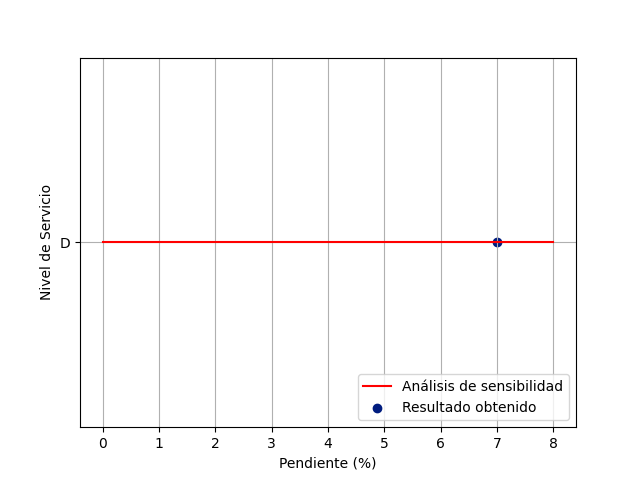 Nivel de Servicio
D
0 1 2 3 4 5 6 7 8
Pendiente (%)
Análisis de sensibilidad
Resultado obtenido